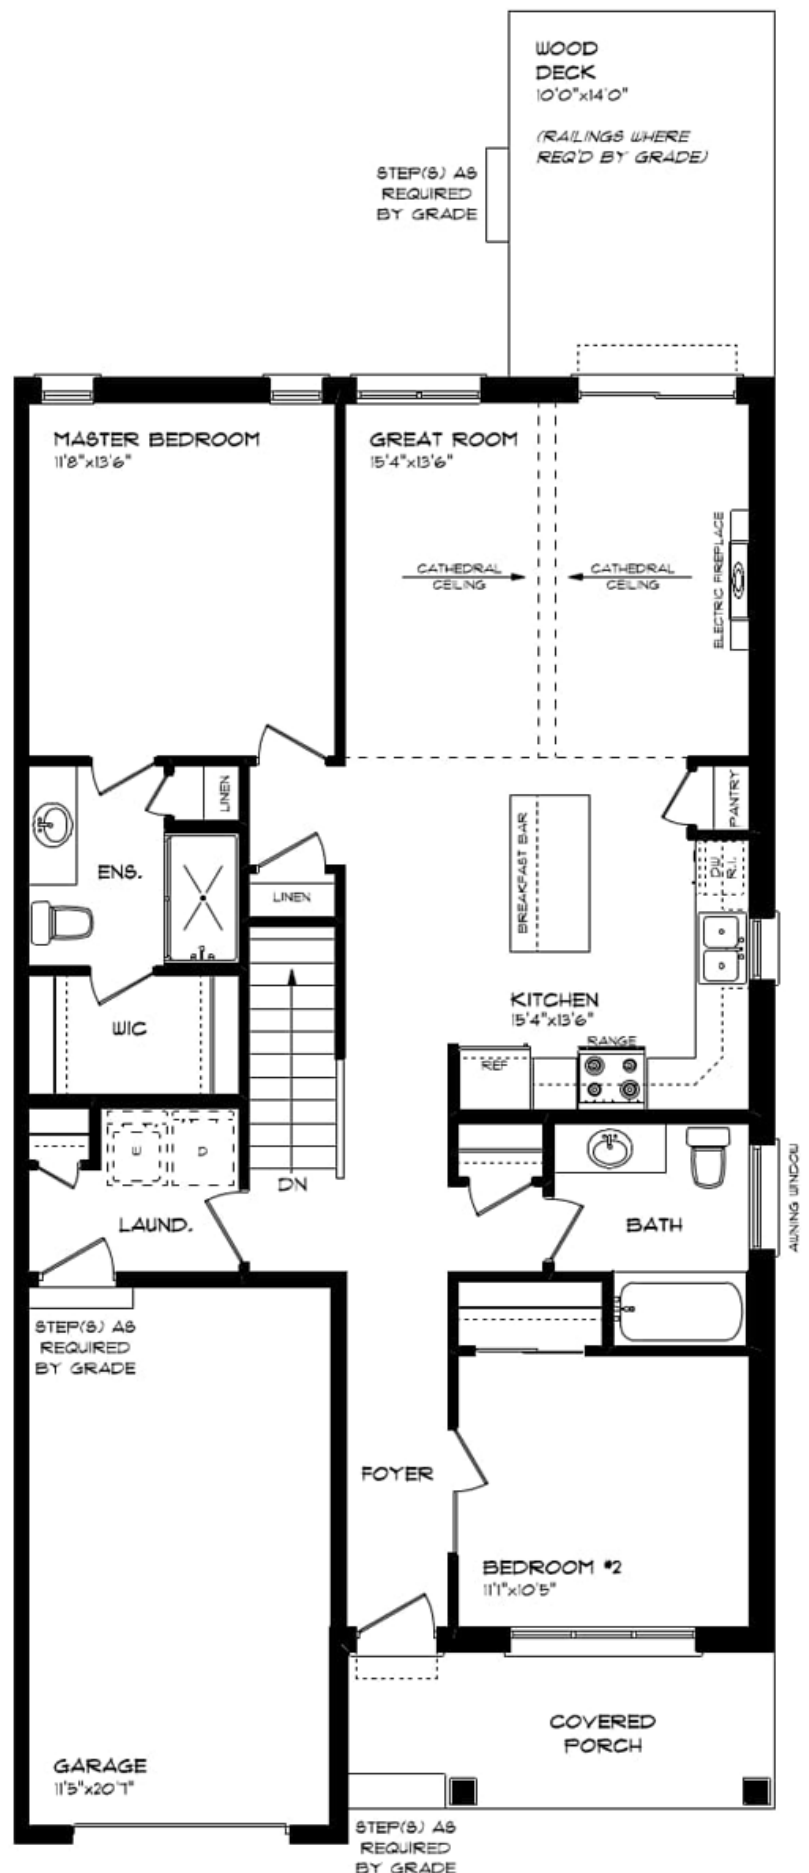 WOOD
DECK
10'0"x14'0"
(RAILINGS WHERE
REQ'D BY GRADE)
STEP(S) AS
REQUIRED
BY GRADE
MASTER BEDROOM
11'8"x13'6"
GREAT ROOM
15'4"x13'6"
CATHEDRAL
CEILING
CATHEDRAL
CEILING
ELECTRIC FIREPLACE
LINEN
PANTRY
BREAKFAST BAR
ENS.
LINEN
DW
R.I.
KITCHEN
15'4"x13'6"
WIC
RANGE
REF
D
DN
LAUND.
BATH
AWNING WINDOW
STEP(S) AS
REQUIRED
BY GRADE
FOYER
BEDROOM #2
11'1"x10'5"
COVERED
PORCH
GARAGE
11'5"x20'7"
STEP(S) AS
REQUIRED
BY GRADE